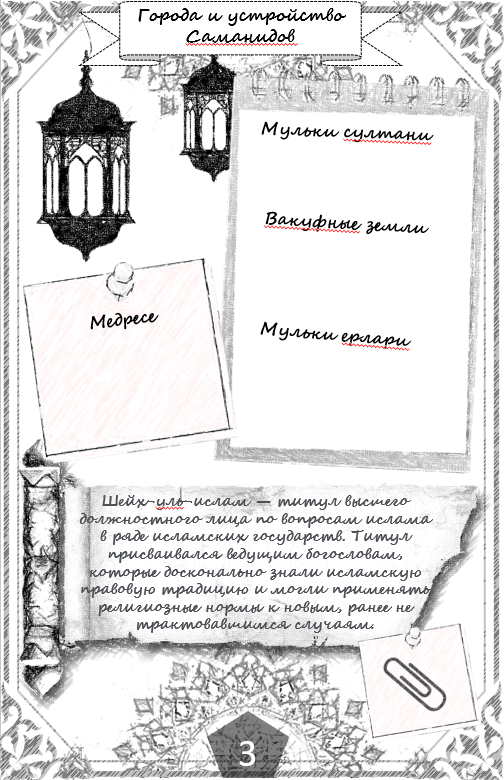 Города и устройство
Саманидов
Мульки султани
Вакуфные земли
Мульки ерлари
Медресе
Шейх-уль-ислам — титул высшего
должностного лица по вопросам ислама
в ряде исламских государств. Титул
присваивался ведущим богословам,
которые досконально знали исламскую
правовую традицию и могли применять
религиозные нормы к новым, ранее не
трактовавшимся случаям.
3